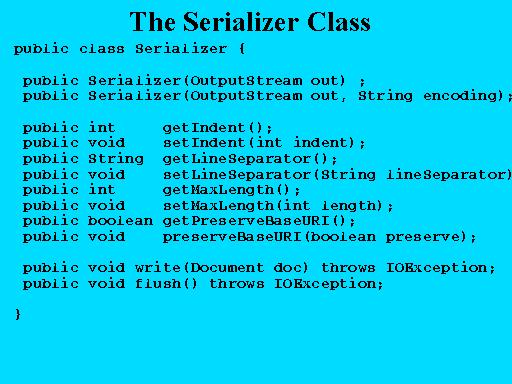 The Serializer Class
public class Serializer {
public Serializer(OutputStream out) ;
public Serializer(OutputStream out, String encoding);
public int getIndent();
public void setIndent(int indent);
public String getLineSeparator();
public void setLineSeparator(String lineSeparator)
public int getMaxLength();
public void setMaxLength(int length);
public boolean getPreserveBaseURI();
public void preserveBaseURI(boolean preserve);
public void write(Document doc) throws IOException;
public void flush() throws IOException;
}